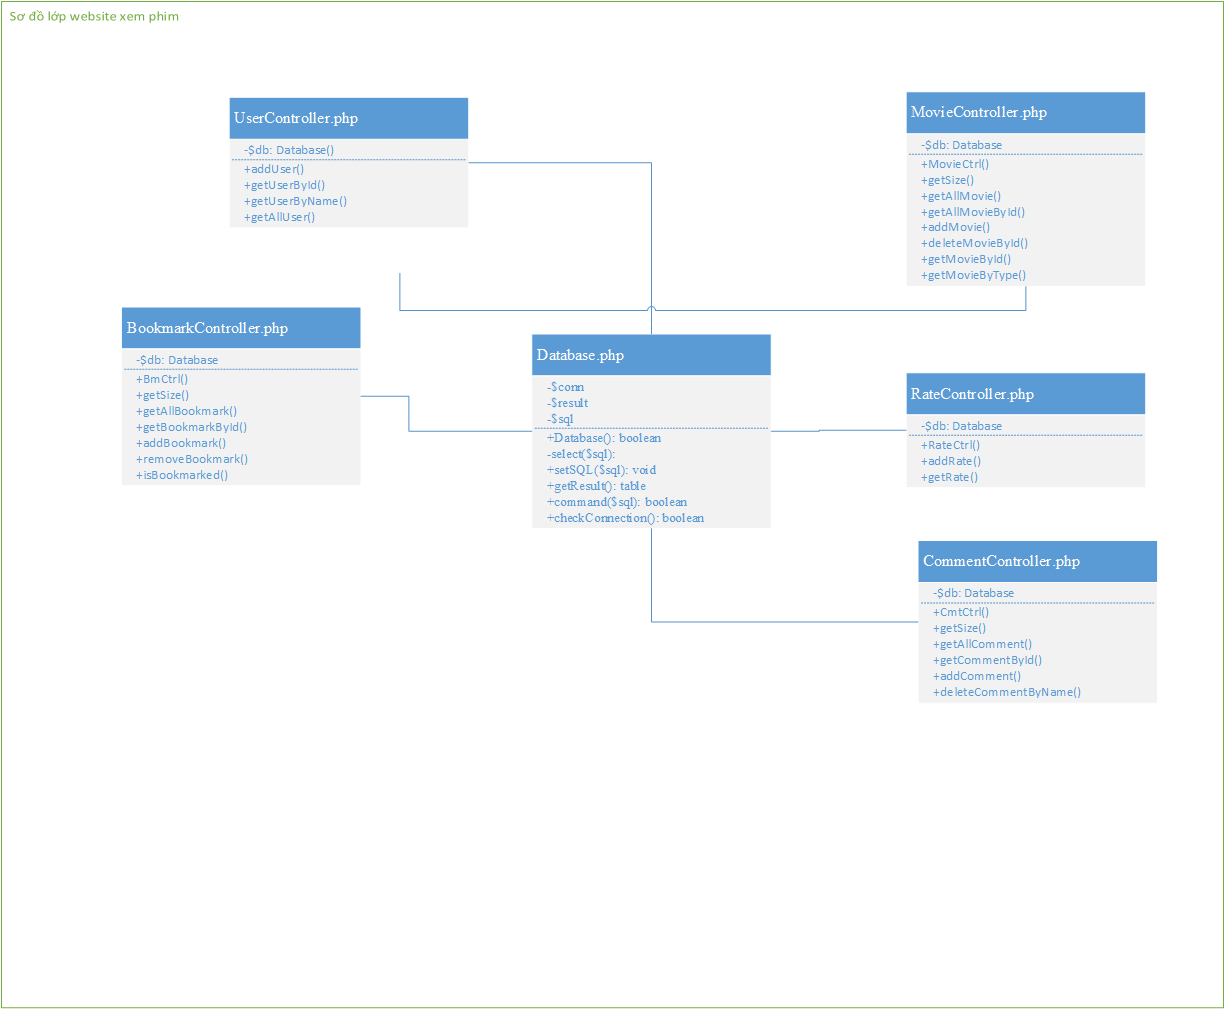 Sơ đồ lớp website xem phim
UserController.php
-$db: Database()
+addUser()
+getUserById()
+getUserByName()
+getAllUser()
MovieController.php
-$db: Database
+MovieCtrl()
+getSize()
+getAllMovie()
+getAllMovieById()
+addMovie()
+deleteMovieById()
+getMovieById()
+getMovieByType()
BookmarkController.php
-$db: Database
+BmCtrl()
+getSize()
+getAllBookmark()
+getBookmarkById()
+addBookmark()
+removeBookmark()
+isBookmarked()
Database.php
-$conn
-$result
-$sql
+Database(): boolean
-select($sql):
+setSQL($sql): void
+getResult(): table
+command($sql): boolean
+checkConnection(): boolean
RateController.php
-$db: Database
+RateCtrl()
+addRate()
+getRate()
CommentController.php
-$db: Database
+CmtCtrl()
+getSize()
+getAllComment()
+getCommentById()
+addComment()
+deleteCommentByName()